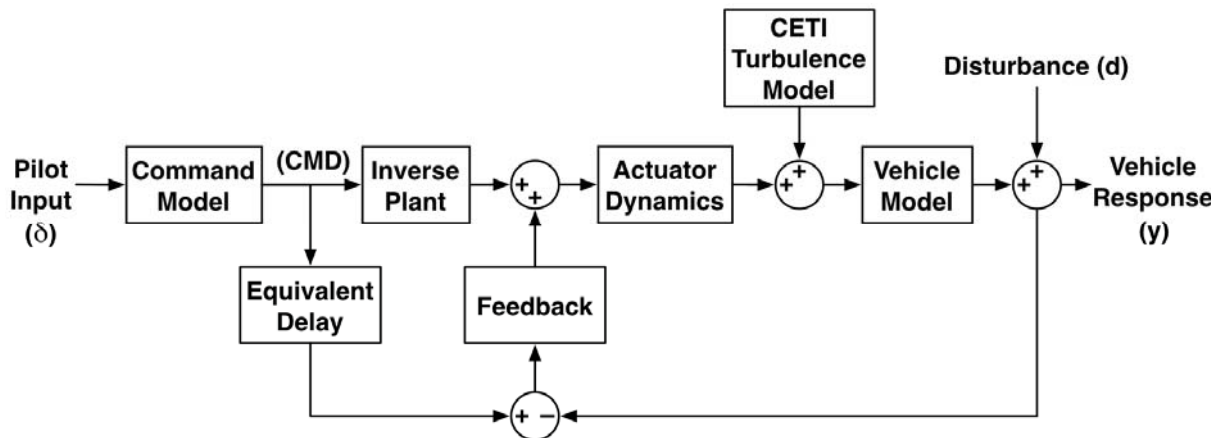 CETI
Turbulence
Model
Disturbance (d)
Pilot
Input
(δ)
Command
Model
(CMD)
Inverse
Plant
+
+
Actuator
Dynamics
+
+
Vehicle
Model
+
+
Vehicle
Response
(y)
Equivalent
Delay
Feedback
+ −